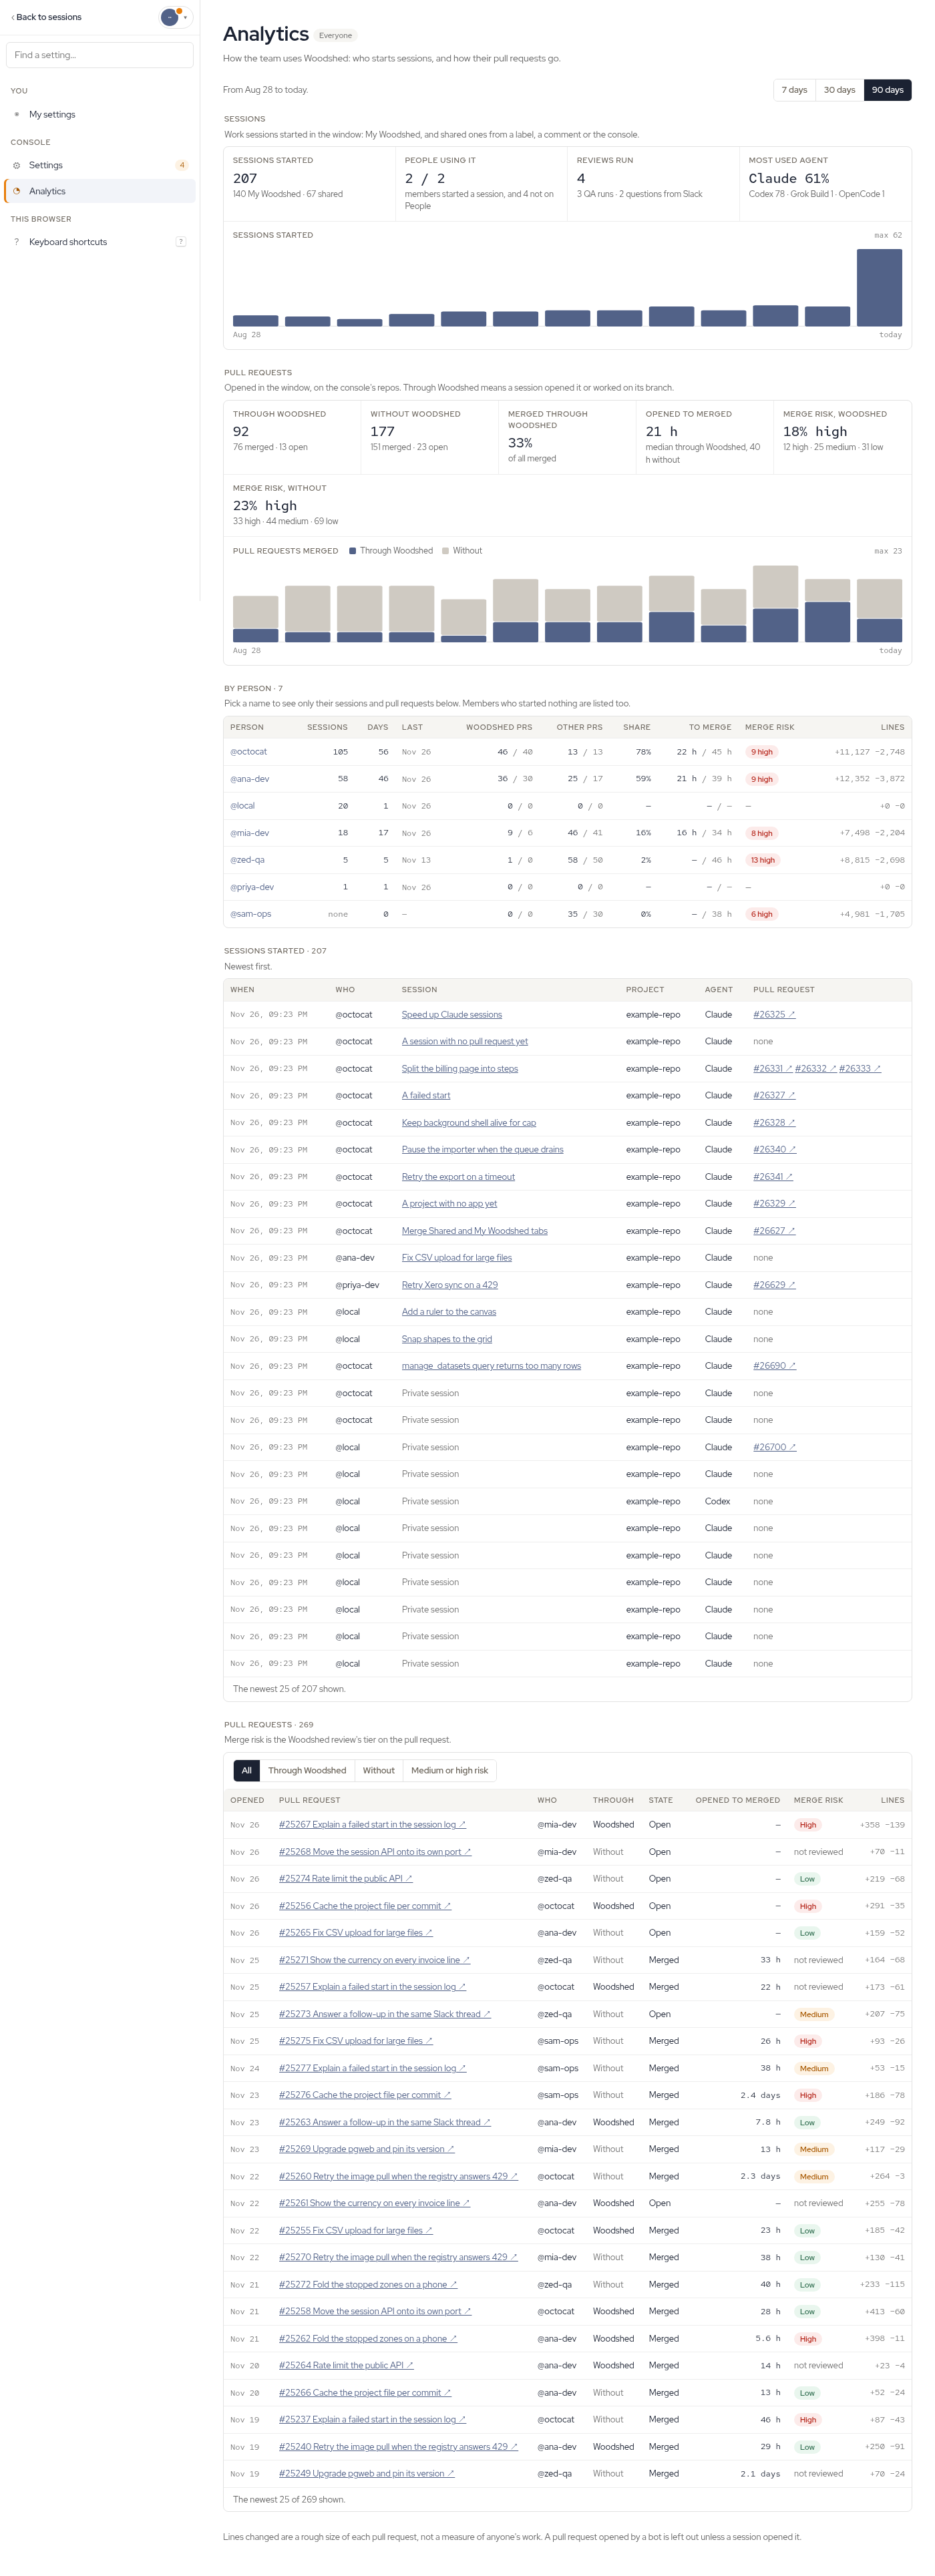 ‹ Back to sessions
Find a setting...
YOU
My settings
CONSOLE
Settings 4
Analytics
THIS BROWSER
? Keyboard shortcuts ?
Analytics Everyone
How the team uses Woodshed: who starts sessions, and how their pull requests go.
From Aug 28 to today. 7 days 30 days 90 days
SESSIONS
Work sessions started in the window: My Woodshed, and shared ones from a label, a comment or the console.
SESSIONS STARTED
207
140 My Woodshed · 67 shared
PEOPLE USING IT
2 / 2
members started a session, and 4 not on
People
REVIEWS RUN
4
3 QA runs · 2 questions from Slack
MOST USED AGENT
Claude 61%
Codex 78 · Grok Build 1 · OpenCode 1
SESSIONS STARTED max 62
Aug 28 today
PULL REQUESTS
Opened in the window, on the console's repos. Through Woodshed means a session opened it or worked on its branch.
THROUGH WOODSHED
92
76 merged · 13 open
WITHOUT WOODSHED
177
151 merged · 23 open
MERGED THROUGH
WOODSHED
33%
of all merged
OPENED TO MERGED
21 h
median through Woodshed, 40
h without
MERGE RISK, WOODSHED
18% high
12 high · 25 medium · 31 low
MERGE RISK, WITHOUT
23% high
33 high · 44 medium · 69 low
PULL REQUESTS MERGED Through Woodshed Without max 23
Aug 28 today
BY PERSON · 7
Pick a name to see only their sessions and pull requests below. Members who started nothing are listed too.
PERSON SESSIONS DAYS LAST WOODSHED PRS OTHER PRS SHARE TO MERGE MERGE RISK LINES
@octocat 105 56 Nov 26 46 / 40 13 / 13 78% 22 h / 45 h 9 high +11,127 −2,748
@ana-dev 58 46 Nov 26 36 / 30 25 / 17 59% 21 h / 39 h 9 high +12,352 −3,872
@local 20 1 Nov 26 0 / 0 0 / 0 — — / — — +0 −0
@mia-dev 18 17 Nov 26 9 / 6 46 / 41 16% 16 h / 34 h 8 high +7,498 −2,204
@zed-qa 5 5 Nov 13 1 / 0 58 / 50 2% — / 46 h 13 high +8,815 −2,698
@priya-dev 1 1 Nov 26 0 / 0 0 / 0 — — / — — +0 −0
@sam-ops none 0 — 0 / 0 35 / 30 0% — / 38 h 6 high +4,981 −1,705
SESSIONS STARTED · 207
Newest first.
WHEN WHO SESSION PROJECT AGENT PULL REQUEST
Nov 26, 09:23 PM @octocat Speed up Claude sessions example-repo Claude #26325 ↗
Nov 26, 09:23 PM @octocat A session with no pull request yet example-repo Claude none
Nov 26, 09:23 PM @octocat Split the billing page into steps example-repo Claude #26331 ↗ #26332 ↗ #26333 ↗
Nov 26, 09:23 PM @octocat A failed start example-repo Claude #26327 ↗
Nov 26, 09:23 PM @octocat Keep background shell alive for cap example-repo Claude #26328 ↗
Nov 26, 09:23 PM @octocat Pause the importer when the queue drains example-repo Claude #26340 ↗
Nov 26, 09:23 PM @octocat Retry the export on a timeout example-repo Claude #26341 ↗
Nov 26, 09:23 PM @octocat A project with no app yet example-repo Claude #26329 ↗
Nov 26, 09:23 PM @octocat Merge Shared and My Woodshed tabs example-repo Claude #26627 ↗
Nov 26, 09:23 PM @ana-dev Fix CSV upload for large files example-repo Claude none
Nov 26, 09:23 PM @priya-dev Retry Xero sync on a 429 example-repo Claude #26629 ↗
Nov 26, 09:23 PM @local Add a ruler to the canvas example-repo Claude none
Nov 26, 09:23 PM @local Snap shapes to the grid example-repo Claude none
Nov 26, 09:23 PM @octocat manage_datasets query returns too many rows example-repo Claude #26690 ↗
Nov 26, 09:23 PM @octocat Private session example-repo Claude none
Nov 26, 09:23 PM @octocat Private session example-repo Claude none
Nov 26, 09:23 PM @local Private session example-repo Claude #26700 ↗
Nov 26, 09:23 PM @local Private session example-repo Claude none
Nov 26, 09:23 PM @local Private session example-repo Codex none
Nov 26, 09:23 PM @local Private session example-repo Claude none
Nov 26, 09:23 PM @local Private session example-repo Claude none
Nov 26, 09:23 PM @local Private session example-repo Claude none
Nov 26, 09:23 PM @local Private session example-repo Claude none
Nov 26, 09:23 PM @local Private session example-repo Claude none
Nov 26, 09:23 PM @local Private session example-repo Claude none
The newest 25 of 207 shown.
PULL REQUESTS · 269
Merge risk is the Woodshed review's tier on the pull request.
All Through Woodshed Without Medium or high risk
OPENED PULL REQUEST WHO THROUGH STATE OPENED TO MERGED MERGE RISK LINES
Nov 26 #25267 Explain a failed start in the session log ↗ @mia-dev Woodshed Open — High +358 −139
Nov 26 #25268 Move the session API onto its own port ↗ @mia-dev Without Open — not reviewed +70 −11
Nov 26 #25274 Rate limit the public API ↗ @zed-qa Without Open — Low +219 −68
Nov 26 #25256 Cache the project file per commit ↗ @octocat Woodshed Open — High +291 −35
Nov 26 #25265 Fix CSV upload for large files ↗ @ana-dev Without Open — Low +159 −52
Nov 25 #25271 Show the currency on every invoice line ↗ @zed-qa Without Merged 33 h not reviewed +164 −68
Nov 25 #25257 Explain a failed start in the session log ↗ @octocat Woodshed Merged 22 h not reviewed +173 −61
Nov 25 #25273 Answer a follow-up in the same Slack thread ↗ @zed-qa Without Open — Medium +207 −75
Nov 25 #25275 Fix CSV upload for large files ↗ @sam-ops Without Merged 26 h High +93 −26
Nov 24 #25277 Explain a failed start in the session log ↗ @sam-ops Without Merged 38 h Medium +53 −15
Nov 23 #25276 Cache the project file per commit ↗ @sam-ops Without Merged 2.4 days High +186 −78
Nov 23 #25263 Answer a follow-up in the same Slack thread ↗ @ana-dev Woodshed Merged 7.8 h Low +249 −92
Nov 23 #25269 Upgrade pgweb and pin its version ↗ @mia-dev Without Merged 13 h Medium +117 −29
Nov 22 #25260 Retry the image pull when the registry answers 429 ↗ @octocat Without Merged 2.3 days Medium +264 −3
Nov 22 #25261 Show the currency on every invoice line ↗ @ana-dev Woodshed Open — not reviewed +255 −78
Nov 22 #25255 Fix CSV upload for large files ↗ @octocat Woodshed Merged 23 h Low +185 −42
Nov 22 #25270 Retry the image pull when the registry answers 429 ↗ @mia-dev Without Merged 38 h Low +130 −41
Nov 21 #25272 Fold the stopped zones on a phone ↗ @zed-qa Without Merged 40 h Low +233 −115
Nov 21 #25258 Move the session API onto its own port ↗ @octocat Woodshed Merged 28 h Low +413 −60
Nov 21 #25262 Fold the stopped zones on a phone ↗ @ana-dev Woodshed Merged 5.6 h High +398 −11
Nov 20 #25264 Rate limit the public API ↗ @ana-dev Woodshed Merged 14 h not reviewed +23 −4
Nov 20 #25266 Cache the project file per commit ↗ @ana-dev Without Merged 13 h Low +52 −24
Nov 19 #25237 Explain a failed start in the session log ↗ @octocat Woodshed Merged 46 h High +87 −43
Nov 19 #25240 Retry the image pull when the registry answers 429 ↗ @ana-dev Woodshed Merged 29 h Low +250 −91
Nov 19 #25249 Upgrade pgweb and pin its version ↗ @zed-qa Without Merged 2.1 days not reviewed +70 −24
The newest 25 of 269 shown.
Lines changed are a rough size of each pull request, not a measure of anyone's work. A pull request opened by a bot is left out unless a session opened it.